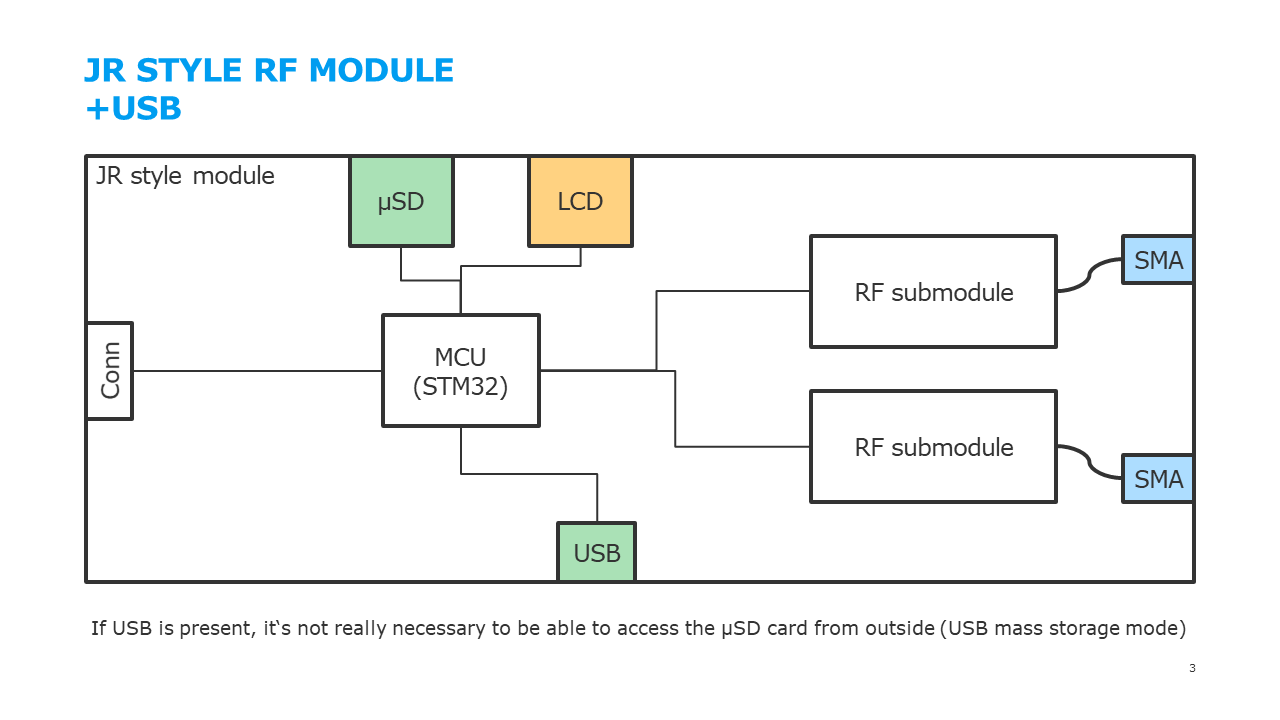 JR STYLE RF MODULE
+USB
JR style module
µSD
LCD
RF submodule
SMA
Conn
MCU
(STM32)
RF submodule
SMA
USB
If USB is present, it‘s not really necessary to be able to access the µSD card from outside (USB mass storage mode)
3